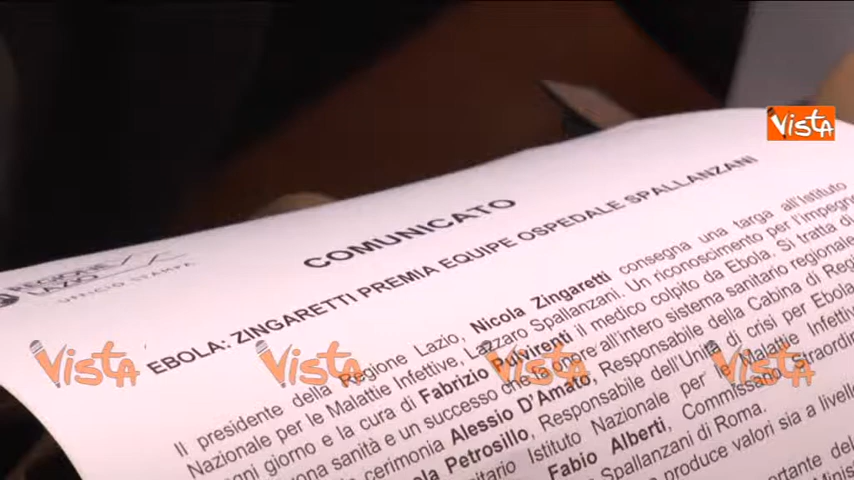 VISTA
REGIONE
LAZIO
UFFICIO STAMPA
COMUNICATO
EBOLA: ZINGARETTI PREMIA EQUIPE OSPEDALE SPALLANZANI
Il presidente della Regione Lazio, Nicola Zingaretti consegna una targa all'Istituto
Nazionale per le Malattie Infettive, Lazzaro Spallanzani. Un riconoscimento per l'impegno
giorno e la cura di Fabrizio Pulvirenti il medico colpito da Ebola. Si tratta di
sanità e un successo che fa onore all'intero sistema sanitario regionale
cerimonia Alessio D'Amato, Responsabile della Cabina di
Petrosillo, Responsabile dell'Unità di crisi per Ebola
Istituto Nazionale per le Malattie Infettive
Fabio Alberti, Commissario
Spallanzani di Roma.
produce valori sia a
VISTA VISTA VISTA VISTA